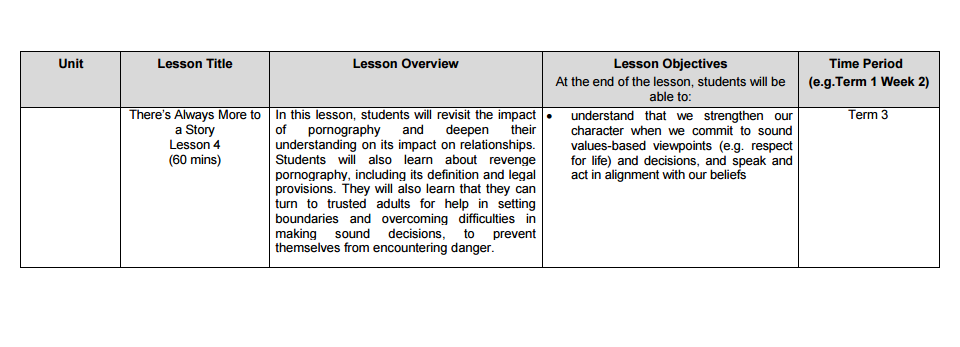 Unit
Lesson Title
Lesson Overview
Lesson Objectives
At the end of the lesson, students will be
able to:
Time Period
(e.g.Term 1 Week 2)
There's Always More to
a Story
Lesson 4
(60 mins)
In this lesson, students will revisit the impact
of pornography and deepen their
understanding on its impact on relationships.
Students will also learn about revenge
pornography, including its definition and legal
provisions. They will also learn that they can
turn to trusted adults for help in setting
boundaries and overcoming difficulties in
making sound decisions, to prevent
themselves from encountering danger.
• understand that we strengthen our
character when we commit to sound
values-based viewpoints (e.g. respect
for life) and decisions, and speak and
act in alignment with our beliefs
Term 3